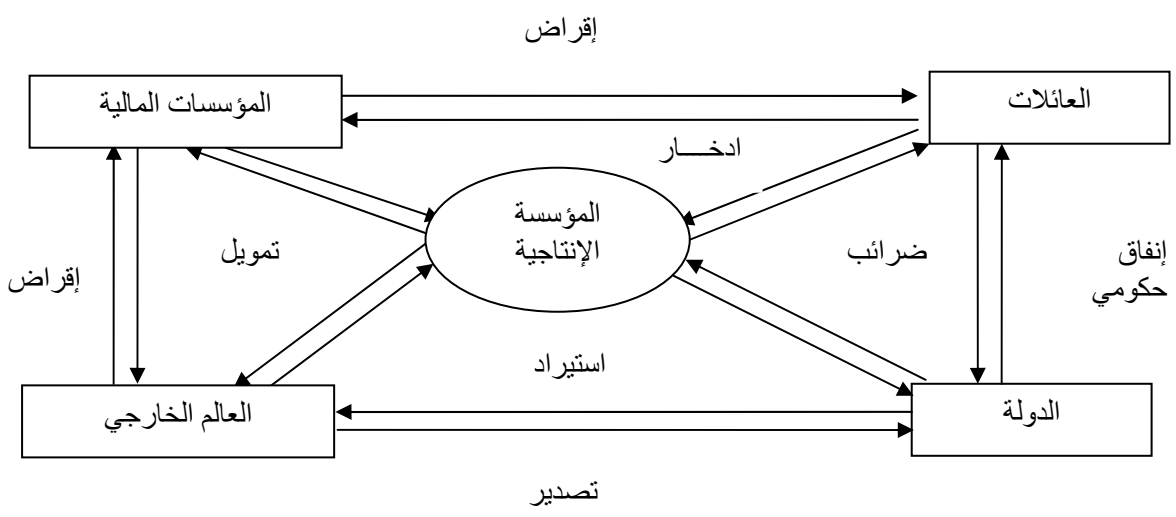 إقراض
العائلات
المؤسسات المالية
ادخـــار
المؤسسة
الإنتاجية
إنفاق
حكومي
ضرائب
تمويل
إقراض
استيراد
الدولة
العالم الخارجي
تصدير